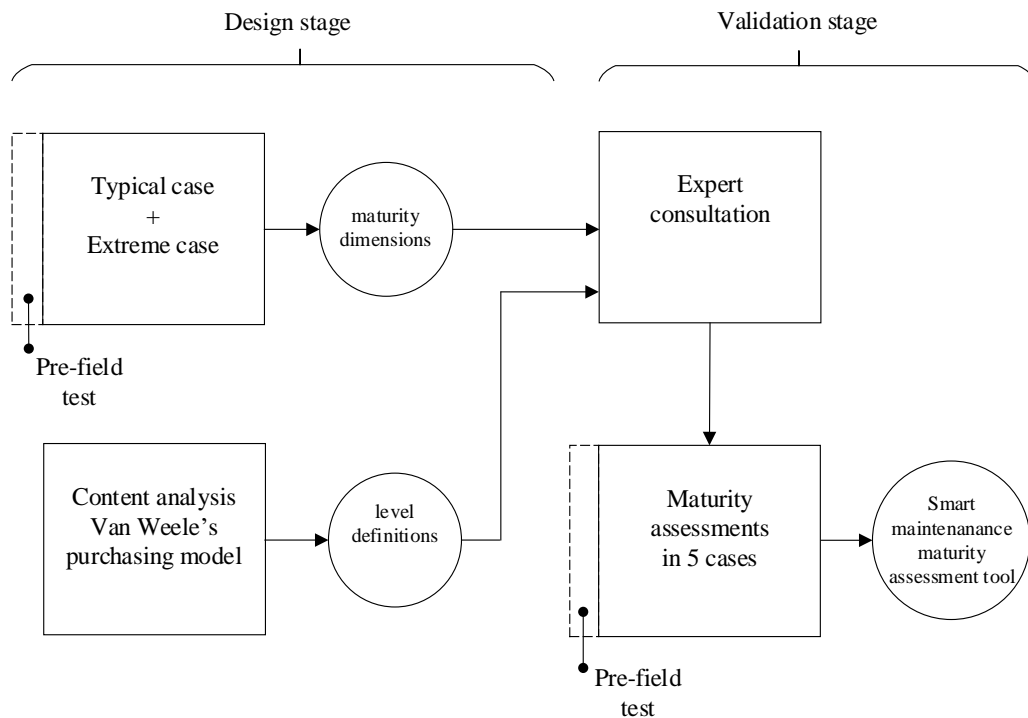 Design stage
Validation stage
Typical case
+
Extreme case
maturity
dimensions
Expert
consultation
Pre-field
test
Content analysis
Van Weele's
purchasing model
level
definitions
Maturity
assessments
in 5 cases
Smart
maintenanance
maturity
assessment tool
Pre-field
test